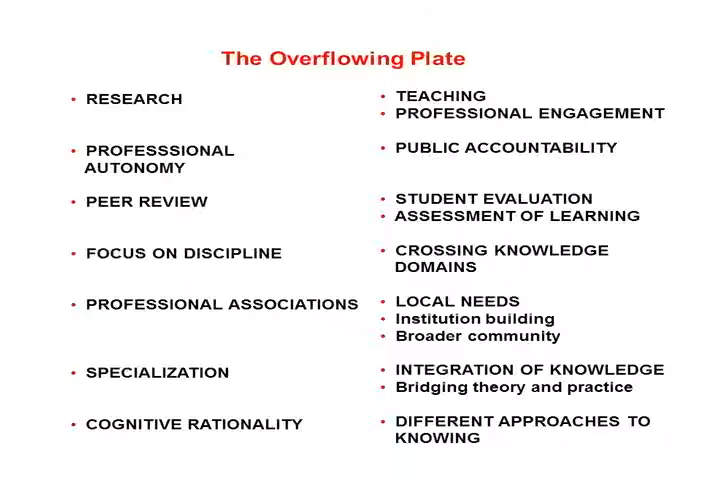 The Overflowing Plate
• RESEARCH
• PROFESSSIONAL
AUTONOMY
• PEER REVIEW
• FOCUS ON DISCIPLINE
• PROFESSIONAL ASSOCIATIONS
• SPECIALIZATION
• COGNITIVE RATIONALITY
• TEACHING
• PROFESSIONAL ENGAGEMENT
• PUBLIC ACCOUNTABILITY
• STUDENT EVALUATION
• ASSESSMENT OF LEARNING
• CROSSING KNOWLEDGE
DOMAINS
• LOCAL NEEDS
• Institution building
• Broader community
• INTEGRATION OF KNOWLEDGE
• Bridging theory and practice
• DIFFERENT APPROACHES TO
KNOWING